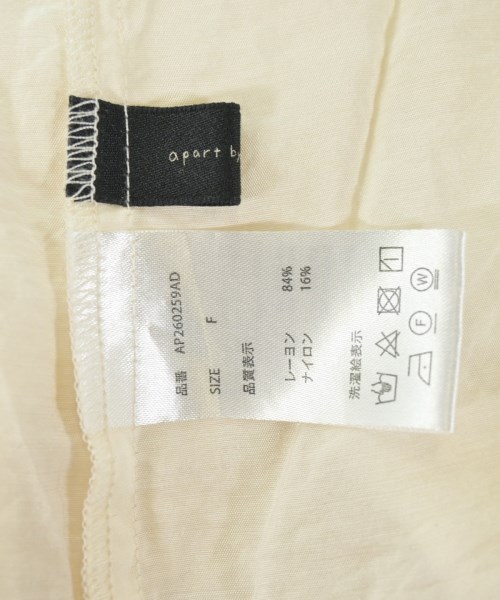 apart b
品番 AP260259AD
SIZE F
品質表示
レーヨン 84%
ナイロン 16%
洗濯絵表示
F W